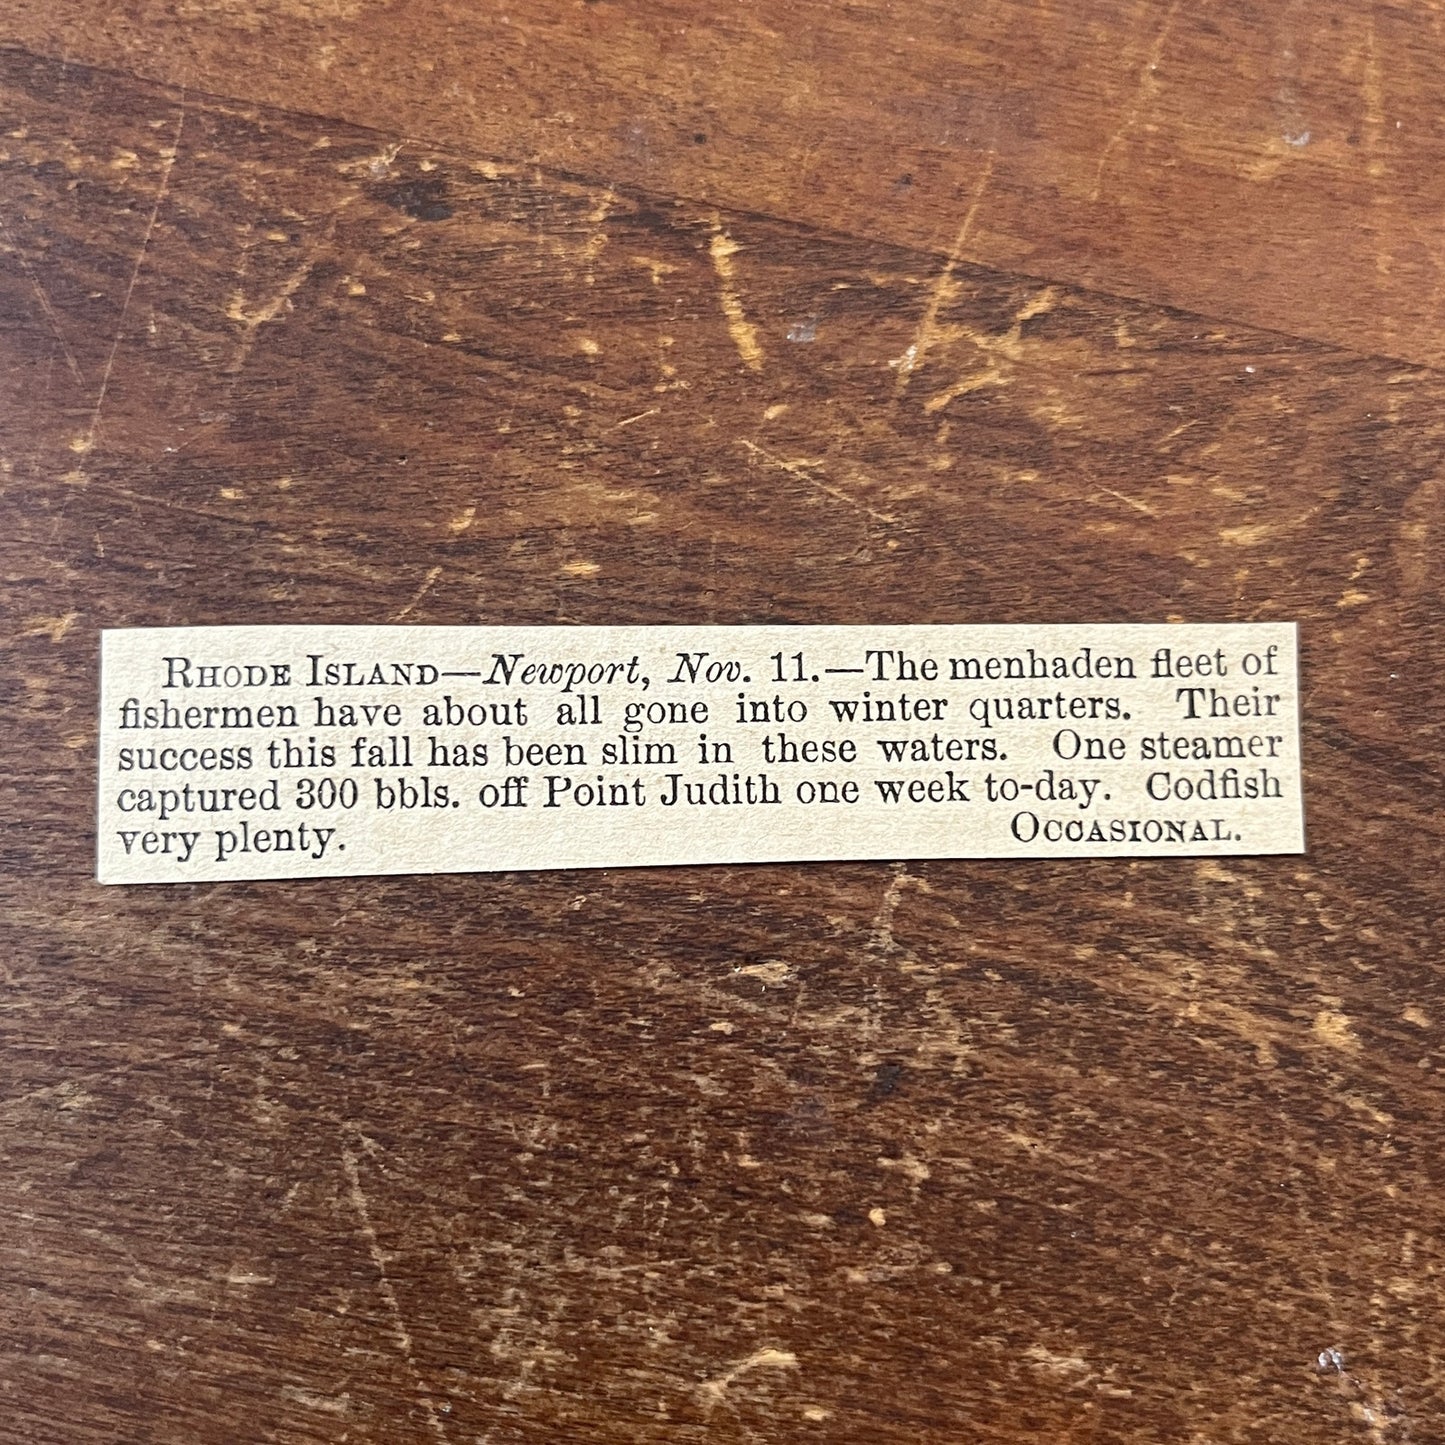 RHODE ISLAND—Newport, Nov. 11.—The menhaden fleet of
fishermen have about all gone into winter quarters. Their
success this fall has been slim in these waters. One steamer
captured 300 bbls. off Point Judith one week to-day. Codfish
very plenty. OCCASIONAL.